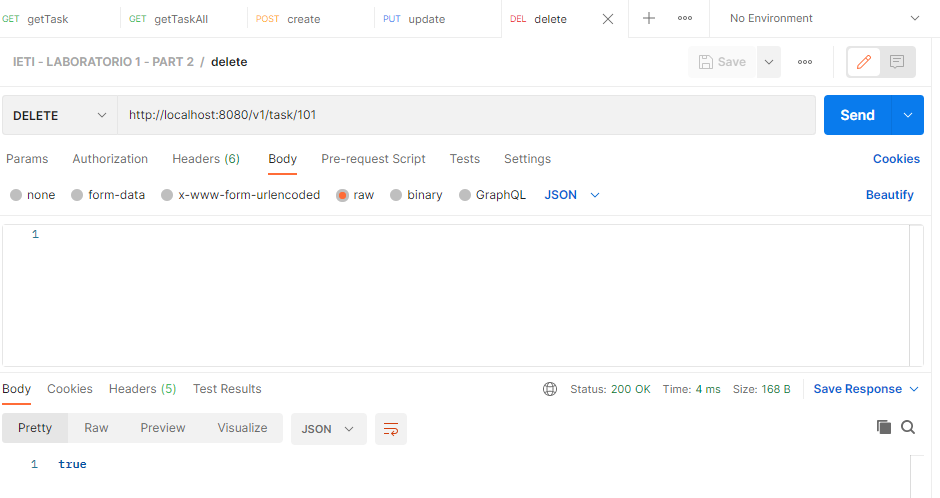 GET getTask GET getTaskAll POST create PUT update DEL delete No Environment
IETI - LABORATORIO 1 - PART 2 / delete Save
DELETE http://localhost:8080/v1/task/101 Send
Params Authorization Headers (6) Body Pre-request Script Tests Settings Cookies
none form-data x-www-form-urlencoded raw binary GraphQL JSON Beautify
1
Body Cookies Headers (5) Test Results Status: 200 OK Time: 4 ms Size: 168 B Save Response
Pretty Raw Preview Visualize JSON
1 true